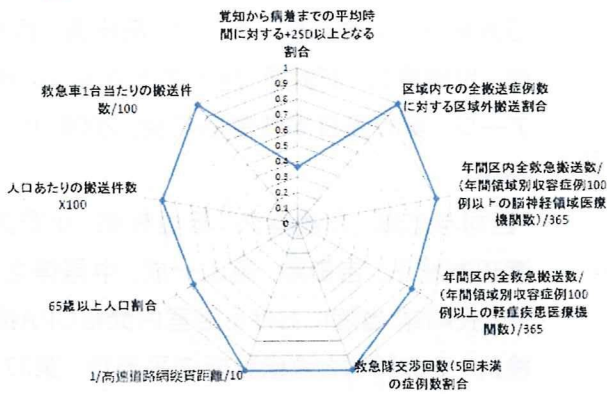 覚知から病着までの平均時
間に対する+2SD以上となる
割合
1
0.9
0.8
0.7
0.6
0.5
0.4
0.3
0.2
0.1
0
区域内での全搬送症例数
に対する区域外搬送割合
年間区内全救急搬送数/
(年間領域別収容症例100
例以上の脳神経領域医療
機関数)/365
年間区内全救急搬送数/
(年間領域別収容症例100
例以上の軽症疾患医療機
関数)/365
救急隊交渉回数(5回未満
の症例数割合
1/高速道路網縦貫距離/10
65歳以上人口割合
人口あたりの搬送件数
X100
救急車1台当たりの搬送件
数/100